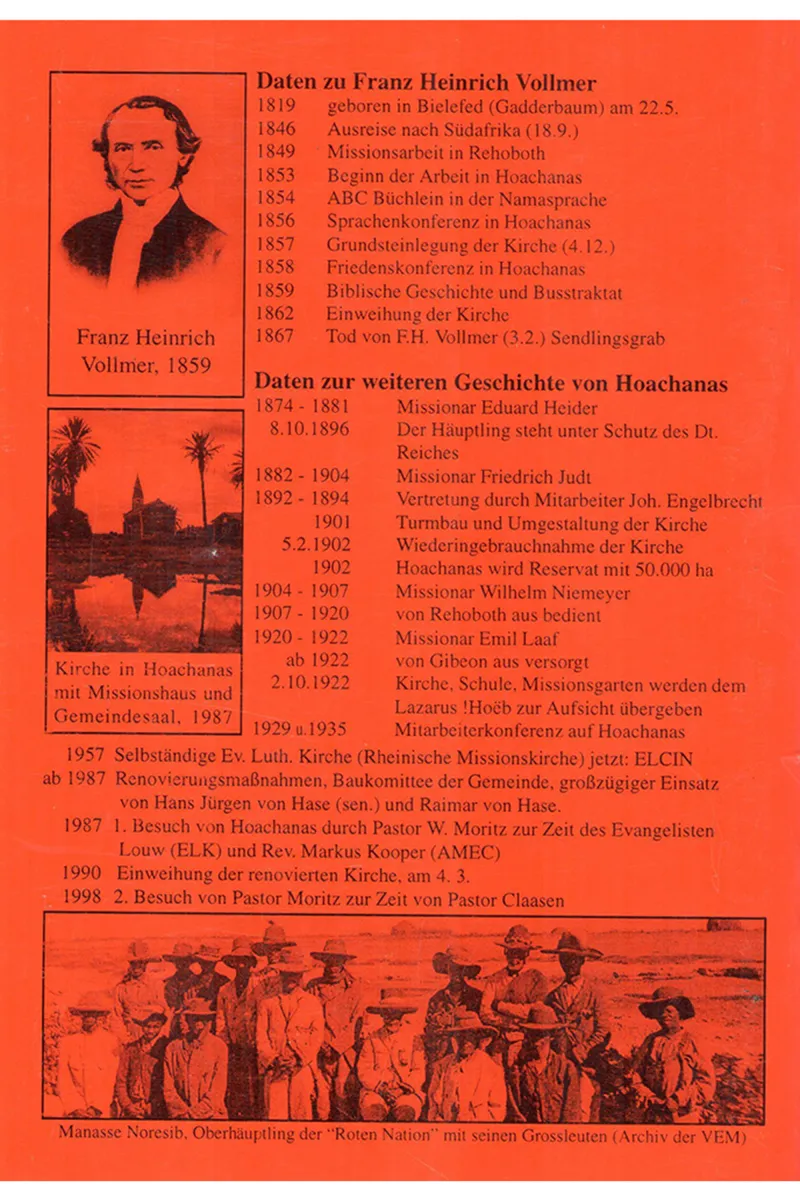 Daten zu Franz Heinrich Vollmer
1819 geboren in Bielefed (Gadderbaum) am 22.5.
1846 Ausreise nach Südafrika (18.9.)
1849 Missionsarbeit in Rehoboth
1853 Beginn der Arbeit in Hoachanas
1854 ABC Büchlein in der Namasprache
1856 Sprachenkonferenz in Hoachanas
1857 Grundsteinlegung der Kirche (4.12.)
1858 Friedenskonferenz in Hoachanas
1859 Biblische Geschichte und Busstraktat
1862 Einweihung der Kirche
1867 Tod von F.H. Vollmer (3.2.) Sendlingsgrab
Franz Heinrich
Vollmer, 1859
Daten zur weiteren Geschichte von Hoachanas
1874 - 1881 Missionar Eduard Heider
8.10.1896 Der Häuptling steht unter Schutz des Dt.
Reiches
1882 - 1904 Missionar Friedrich Judt
1892 - 1894 Vertretung durch Mitarbeiter Joh. Engelbrecht
1901 Turmbau und Umgestaltung der Kirche
5.2.1902 Wiederingebrauchnahme der Kirche
1902 Hoachanas wird Reservat mit 50.000 ha
1904 - 1907 Missionar Wilhelm Niemeyer
1907 - 1920 von Rehoboth aus bedient
1920 - 1922 Missionar Emil Laaf
ab 1922 von Gibeon aus versorgt
2.10.1922 Kirche, Schule, Missionsgarten werden dem
Lazarus !Hoëb zur Aufsicht übergeben
1929 u.1935 Mitarbeiterkonferenz auf Hoachanas
Kirche in Hoachanas
mit Missionshaus und
Gemeindesaal, 1987
1957 Selbständige Ev. Luth. Kirche (Rheinische Missionskirche) jetzt: ELCIN
ab 1987 Renovierungsmaßnahmen, Baukomittee der Gemeinde, großzügiger Einsatz
von Hans Jürgen von Hase (sen.) und Raimar von Hase.
1987 1. Besuch von Hoachanas durch Pastor W. Moritz zur Zeit des Evangelisten
Louw (ELK) und Rev. Markus Kooper (AMEC)
1990 Einweihung der renovierten Kirche, am 4. 3.
1998 2. Besuch von Pastor Moritz zur Zeit von Pastor Claasen
Manasse Noresib, Oberhäuptling der "Roten Nation" mit seinen Grossleuten (Archiv der VEM)